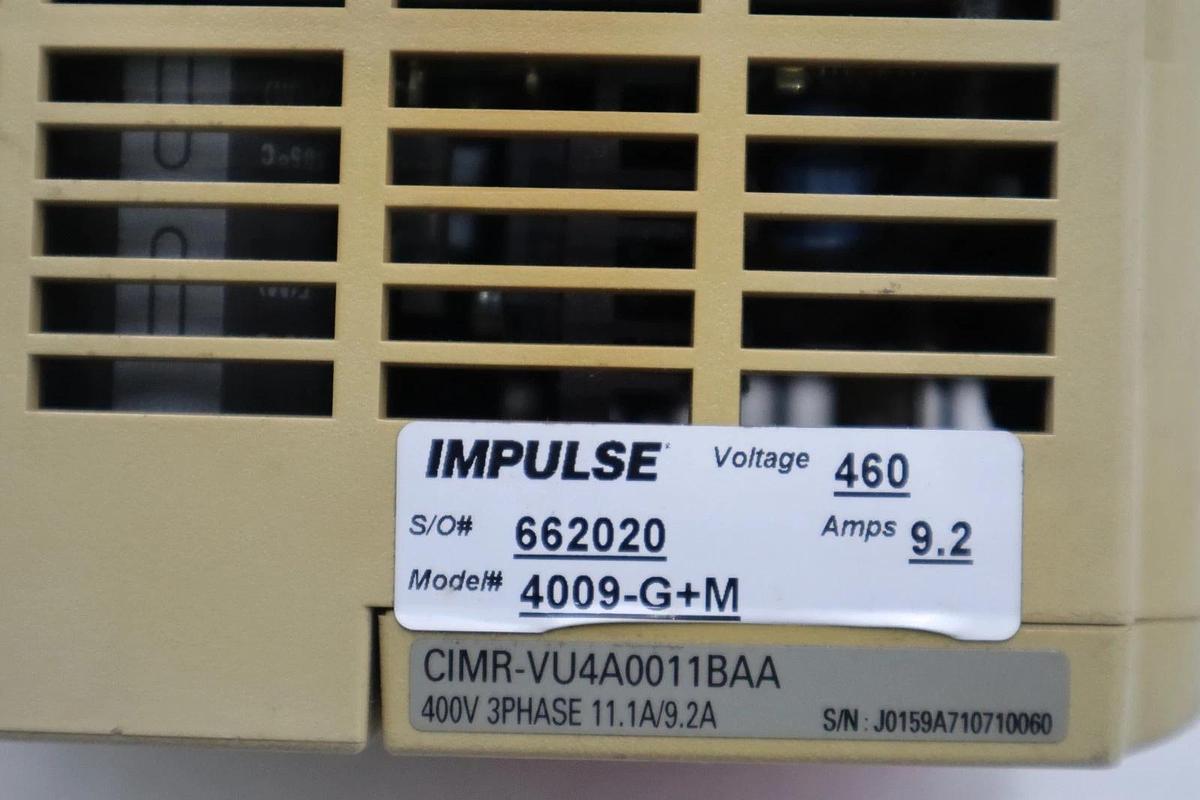 IMPULSE Voltage 460
S/O# 662020 Amps 9.2
Model# 4009-G+M
CIMR-VU4A0011BAA
400V 3PHASE 11.1A/9.2A S/N : J0159A710710060